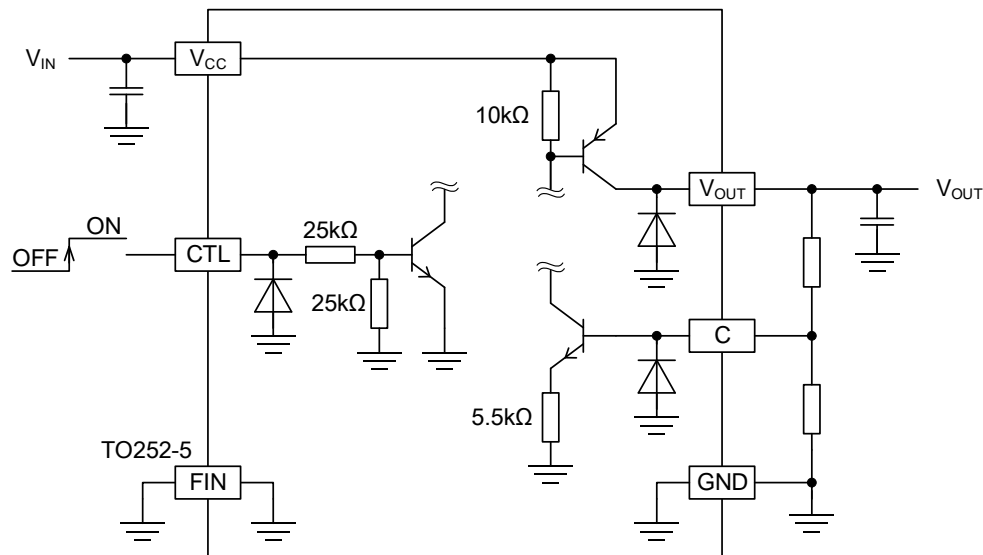 V_IN
V_CC
10kΩ
V_OUT
V_OUT
ON
OFF
CTL
25kΩ
25kΩ
C
5.5kΩ
TO252-5
FIN
GND